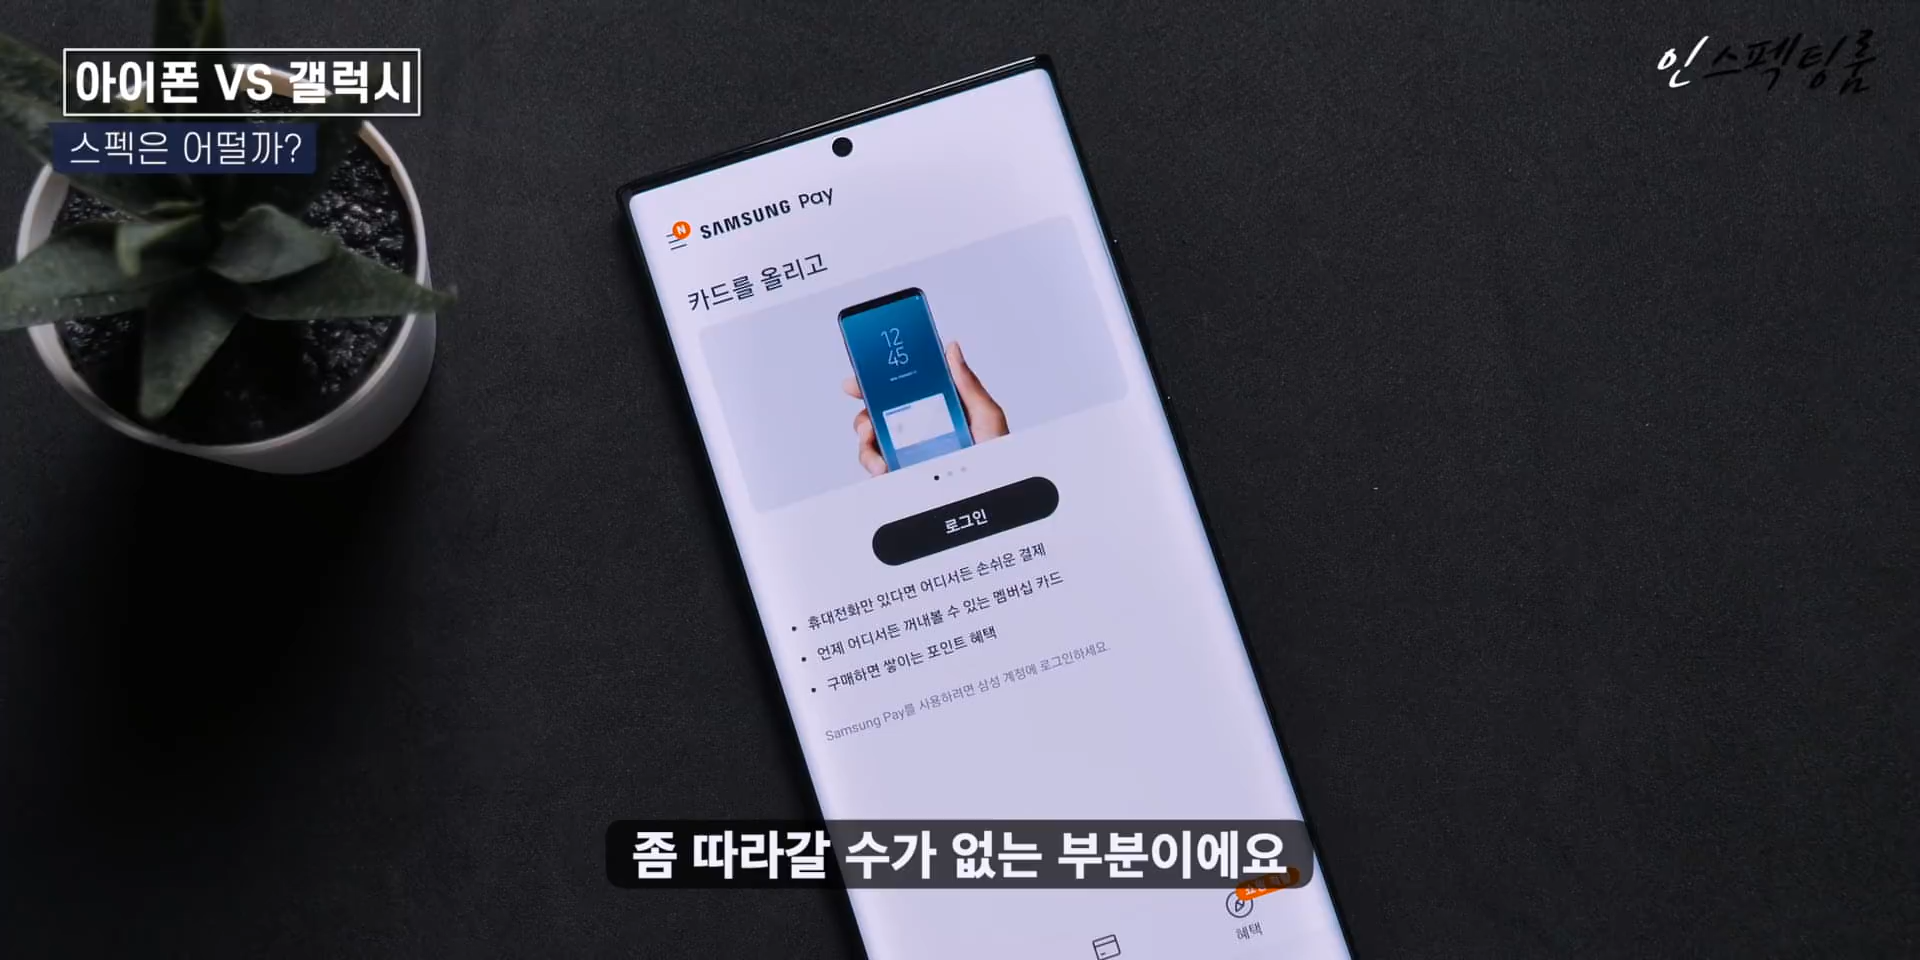 아이폰 VS 갤럭시
스펙은 어떨까?
인스펙팅룸
N
SAMSUNG Pay
카드를 올리고
12
45
로그인
• 휴대전화만 있다면 어디서든 손쉬운 결제
• 언제 어디서든 꺼내볼 수 있는 멤버십 카드
• 구매하면 쌓이는 포인트 혜택
Samsung Pay를 사용하려면 삼성 계정에 로그인하세요.
좀 따라갈 수가 없는 부분이에요
혜택